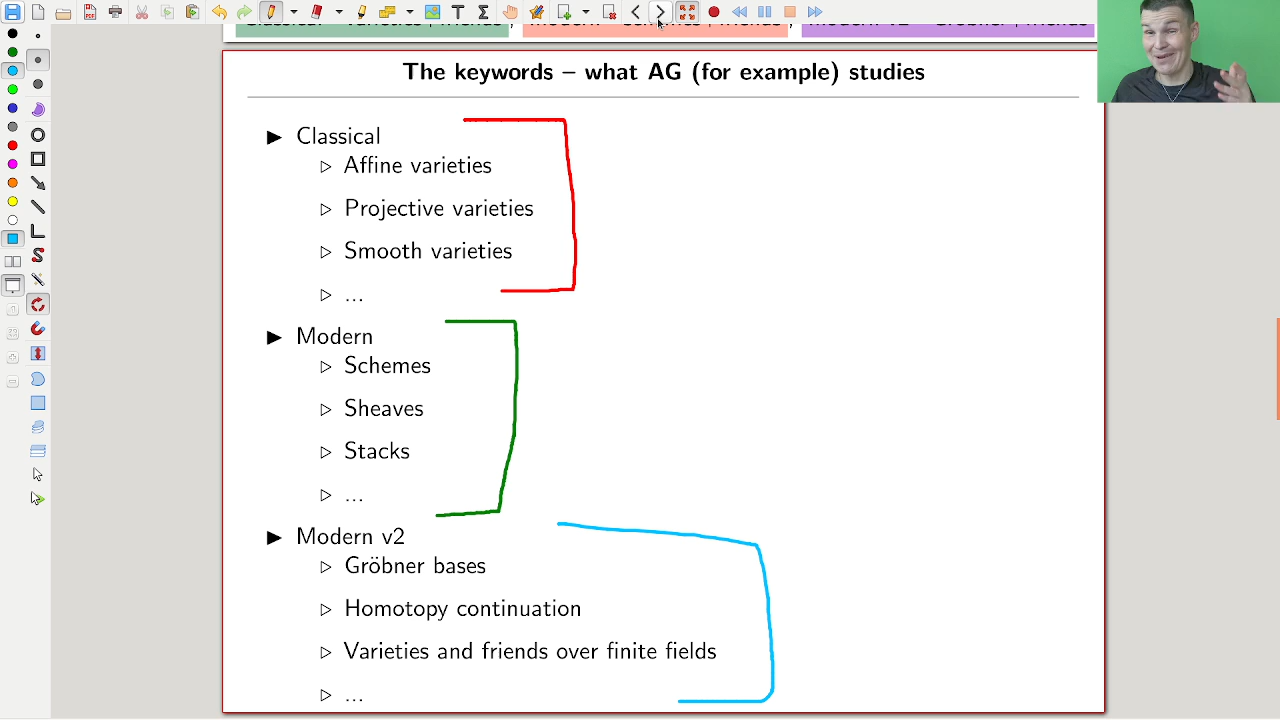 The keywords – what AG (for example) studies
► Classical
▷ Affine varieties
▷ Projective varieties
▷ Smooth varieties
▷ ...
► Modern
▷ Schemes
▷ Sheaves
▷ Stacks
▷ ...
► Modern v2
▷ Gröbner bases
▷ Homotopy continuation
▷ Varieties and friends over finite fields
▷ ...